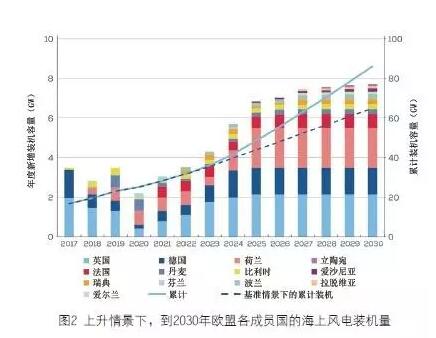 10 100
8 80
6 60
4 40
2 20
0 0
年度新增装机容量(GW)
累计装机容量(GW)
2017 2018 2019 2020 2021 2022 2023 2024 2025 2026 2027 2028 2029 2030
英国 德国 荷兰 立陶宛
法国 丹麦 比利时 爱沙尼亚
瑞典 芬兰 波兰 拉脱维亚
爱尔兰 累计 基准情景下的累计装机
图2 上升情景下，到2030年欧盟各成员国的海上风电装机量